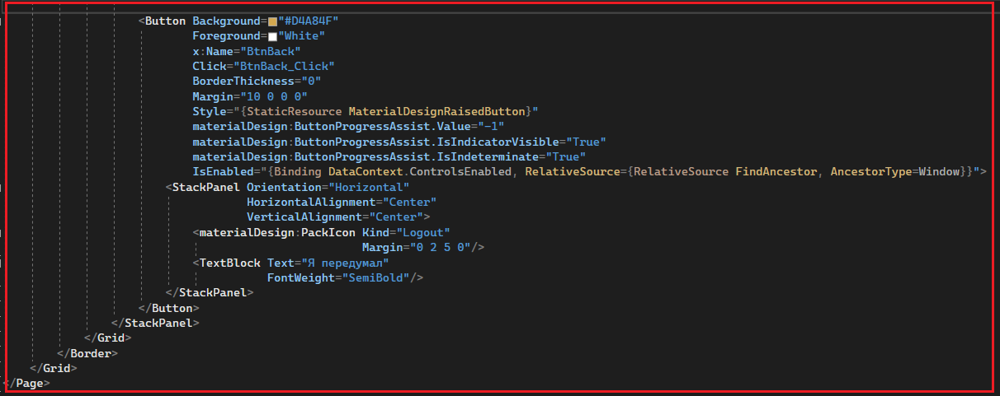 <Button Background="#D4A84F"
Foreground="White"
x:Name="BtnBack"
Click="BtnBack_Click"
BorderThickness="0"
Margin="10 0 0 0"
Style="{StaticResource MaterialDesignRaisedButton}"
materialDesign:ButtonProgressAssist.Value="-1"
materialDesign:ButtonProgressAssist.IsIndicatorVisible="True"
materialDesign:ButtonProgressAssist.IsIndeterminate="True"
IsEnabled="{Binding DataContext.ControlsEnabled, RelativeSource={RelativeSource FindAncestor, AncestorType=Window}}">
<StackPanel Orientation="Horizontal"
HorizontalAlignment="Center"
VerticalAlignment="Center">
<materialDesign:PackIcon Kind="Logout"
Margin="0 2 5 0"/>
<TextBlock Text="Я передумал"
FontWeight="SemiBold"/>
</StackPanel>
</Button>
</StackPanel>
</Grid>
</Border>
</Grid>
</Page>